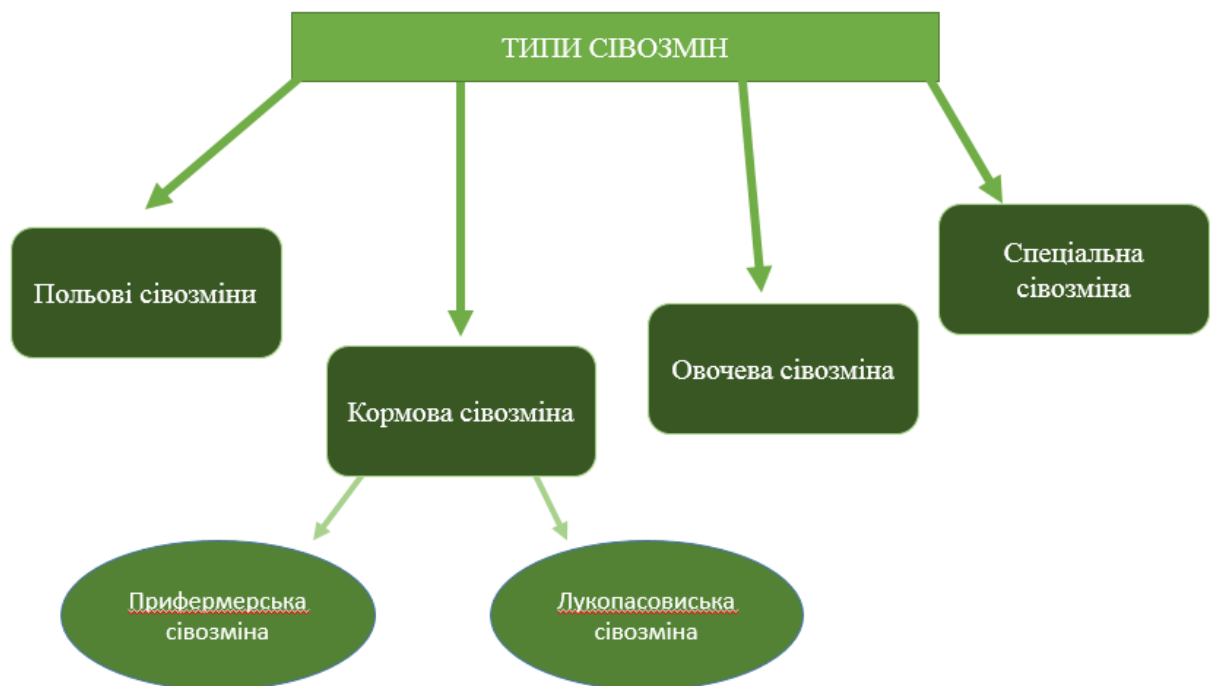 ТИПИ СІВОЗМІН
Польові сівозміни
Спеціальна
сівозміна
Овочева сівозміна
Кормова сівозміна
Прифермерська
сівозміна
Лукопасовиська
сівозміна